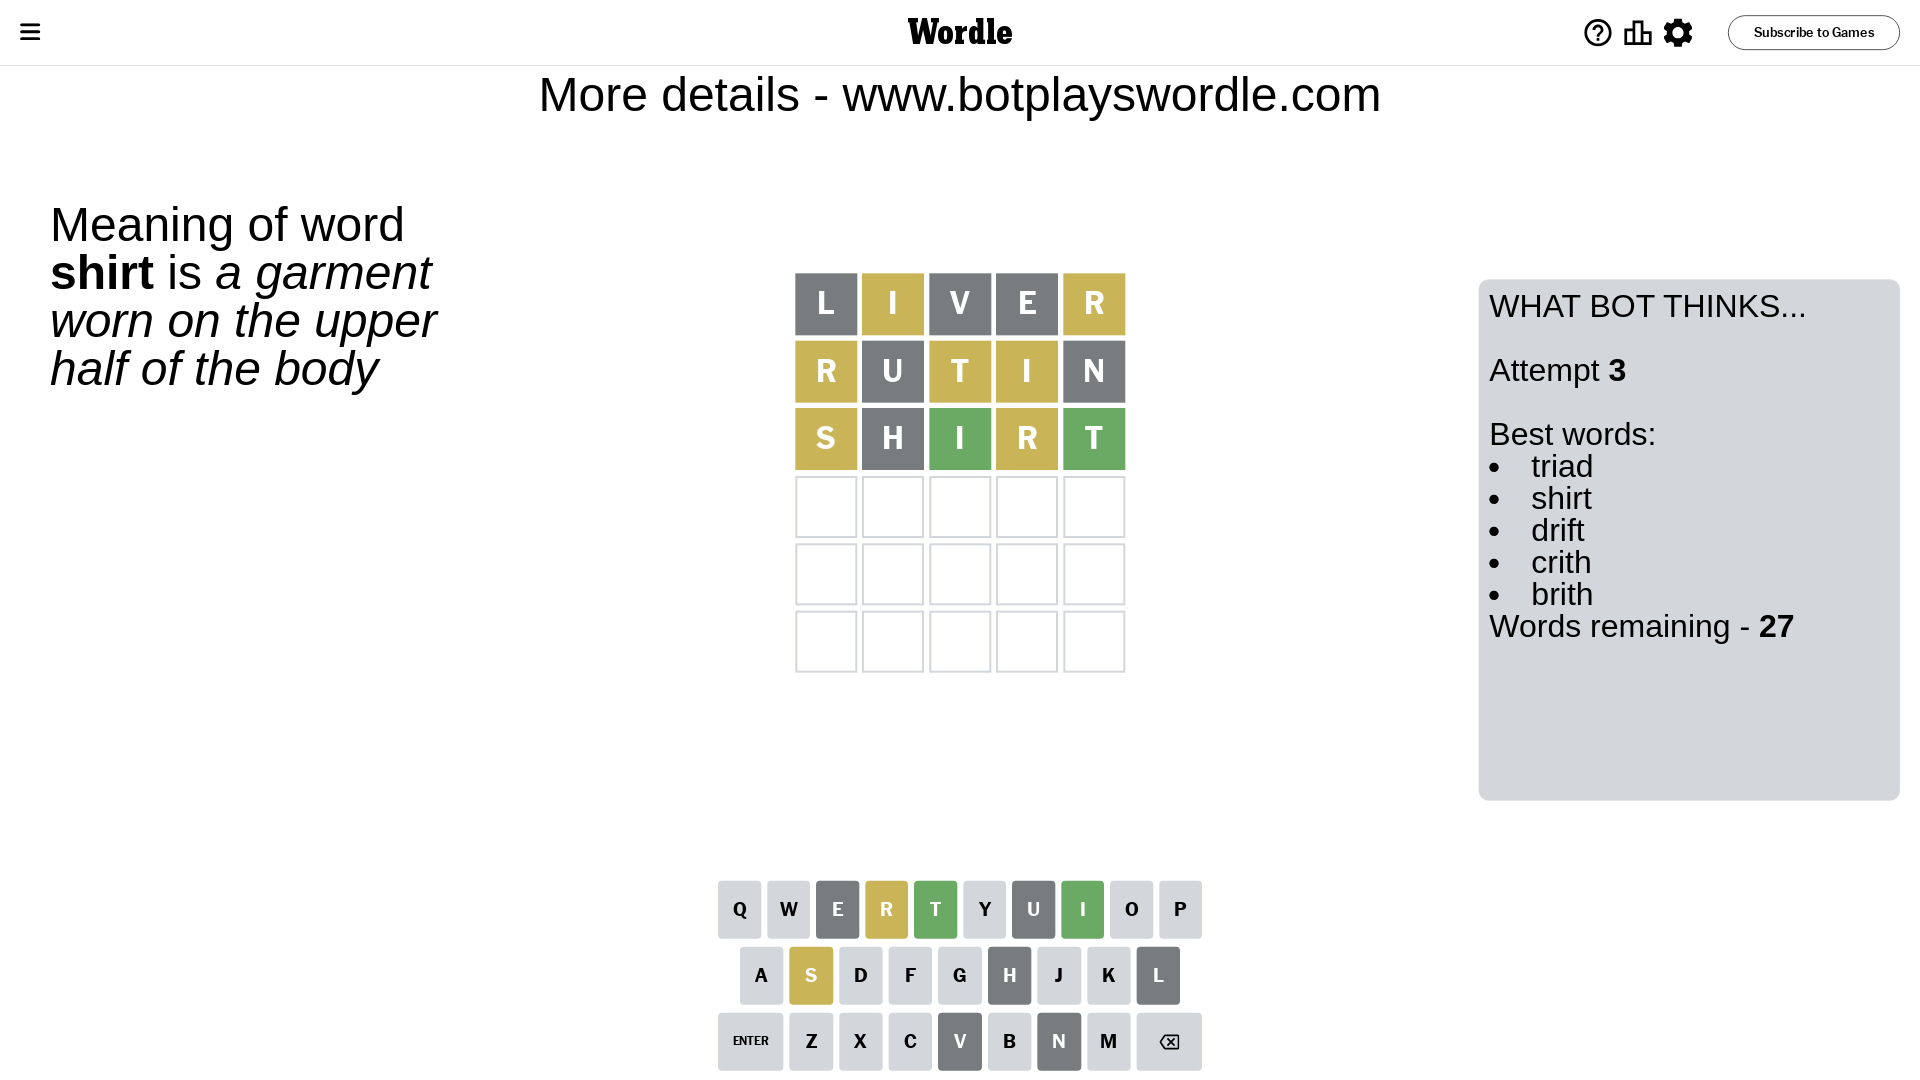 Wordle
Subscribe to Games
More details - www.botplayswordle.com
Meaning of word
shirt is a garment
worn on the upper
half of the body
L I V E R
R U T I N
S H I R T
WHAT BOT THINKS...
Attempt 3
Best words:
• triad
• shirt
• drift
• crith
• brith
Words remaining - 27
Q W E R T Y U I O P
A S D F G H J K L
ENTER Z X C V B N M